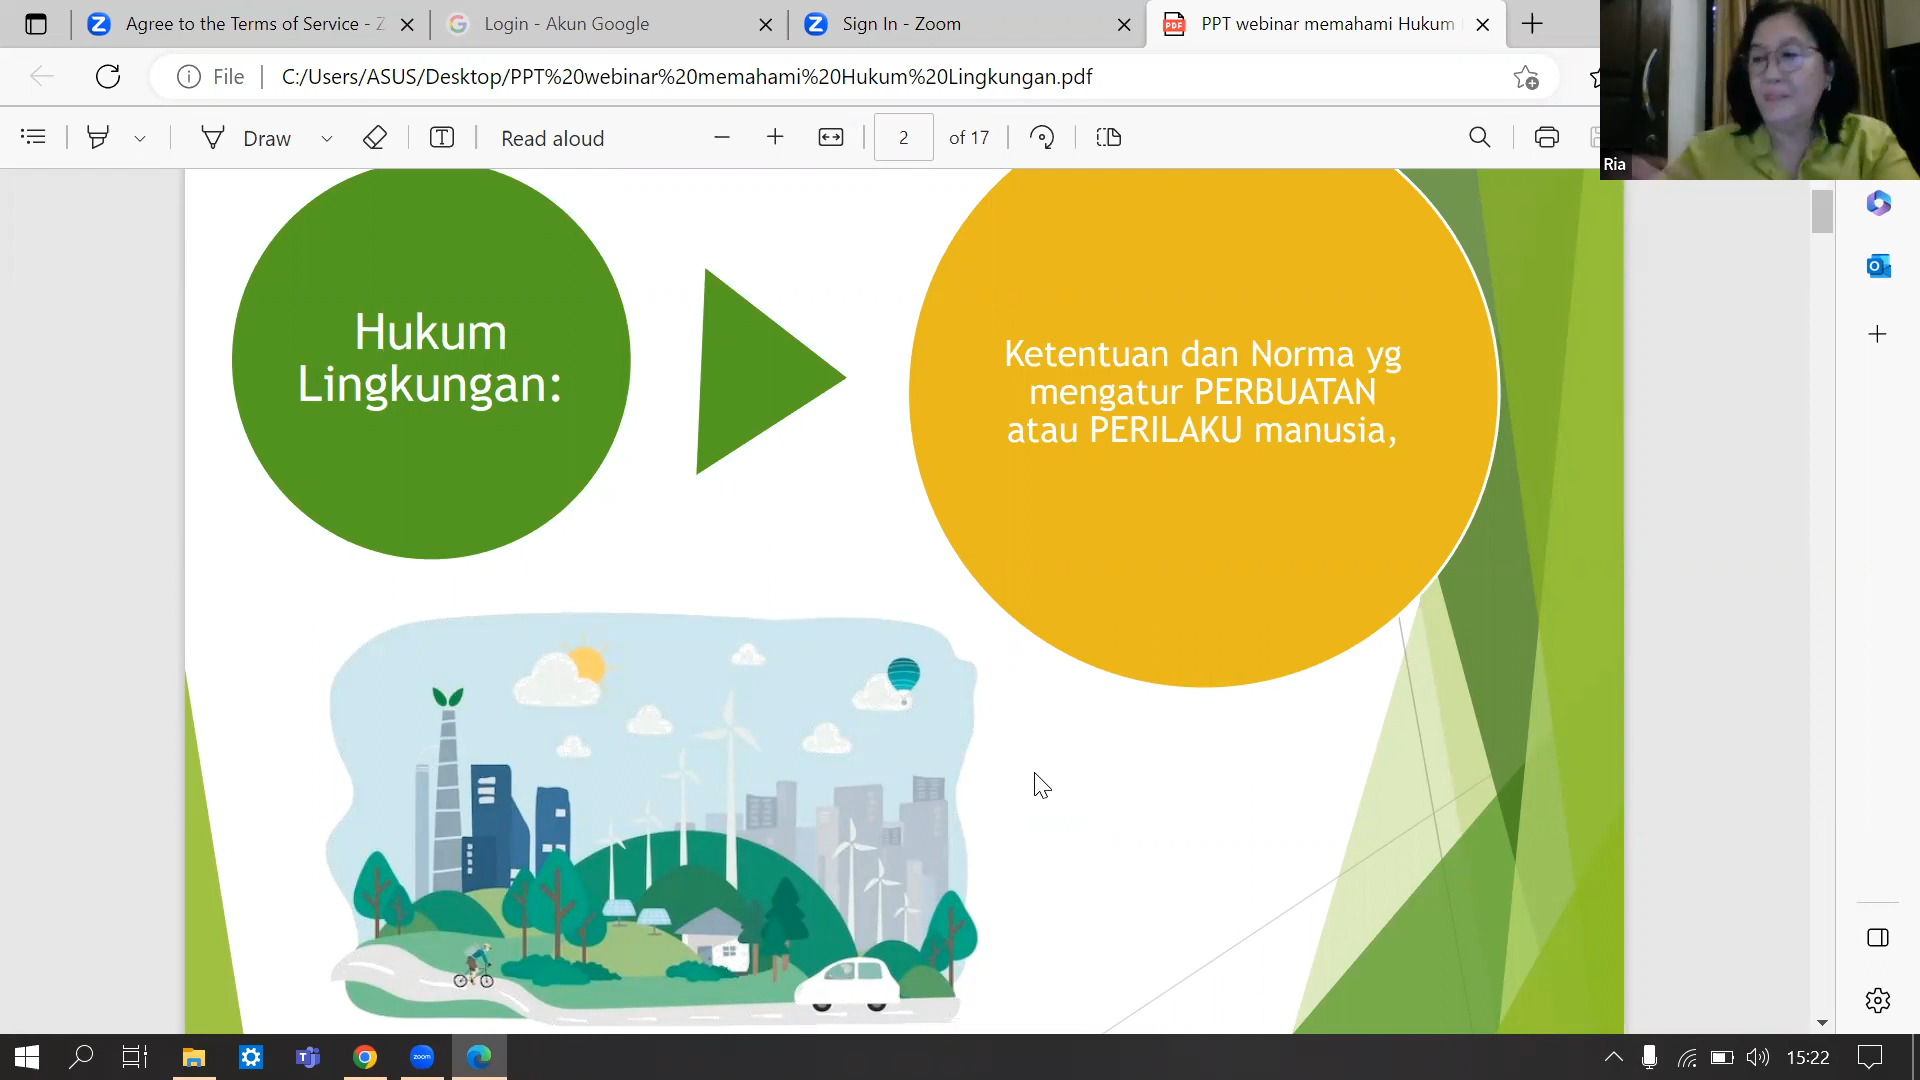 Agree to the Terms of Service - Z
Login - Akun Google
Sign In - Zoom
PDF
PPT webinar memahami Hukum
File
C:/Users/ASUS/Desktop/PPT%20webinar%20memahami%20Hukum%20Lingkungan.pdf
Draw
Read aloud
2
of 17
Ria
Hukum
Lingkungan:
Ketentuan dan Norma yg
mengatur PERBUATAN
atau PERILAKU manusia,
zoom
15:22